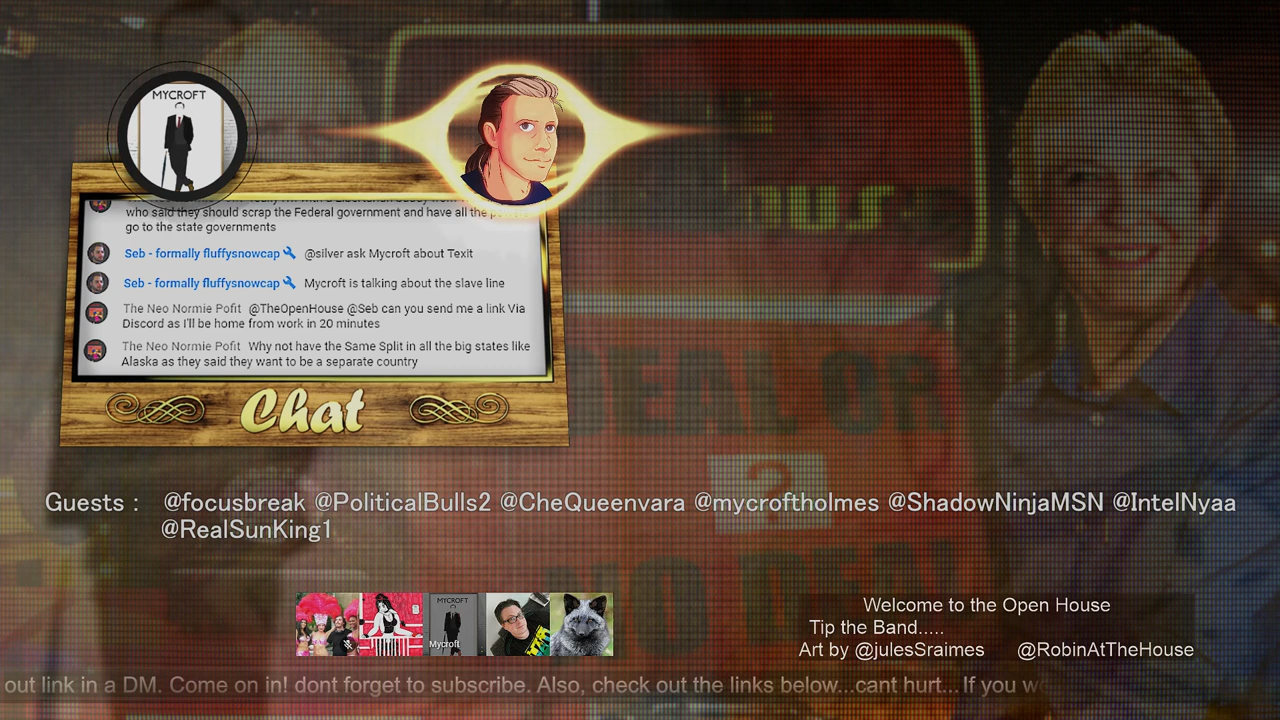 MYCROFT
who said they should scrap the Federal government and have all the
go to the state governments
Seb - formally fluffysnowcap @silver ask Mycroft about Texit
Seb - formally fluffysnowcap Mycroft is talking about the slave line
The Neo Normie Pofit @TheOpenHouse @Seb can you send me a link Via
Discord as I'll be home from work in 20 minutes
The Neo Normie Pofit Why not have the Same Split in all the big states like
Alaska as they said they want to be a separate country
Chat
DEAL OR
?
NO DEAL
Guests : @focusbreak @PoliticalBulls2 @CheQueenvara @mycroftholmes @ShadowNinjaMSN @IntelNyaa
@RealSunKing1
MYCROFT
Mycroft
Welcome to the Open House
Tip the Band.....
Art by @julesSraimes @RobinAtTheHouse
out link in a DM. Come on in! dont forget to subscribe. Also, check out the links below...cant hurt... If you